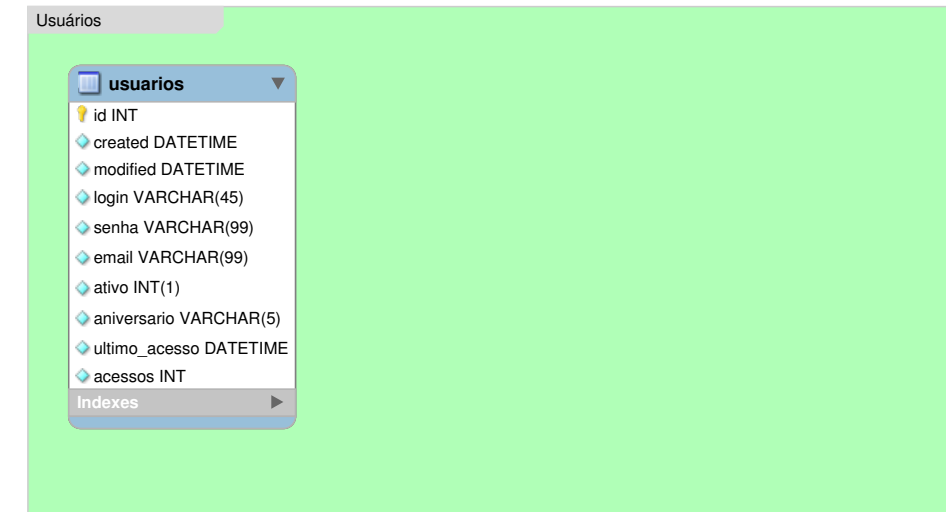 Usuários
usuarios
id INT
created DATETIME
modified DATETIME
login VARCHAR(45)
senha VARCHAR(99)
email VARCHAR(99)
ativo INT(1)
aniversario VARCHAR(5)
ultimo_acesso DATETIME
acessos INT
Indexes